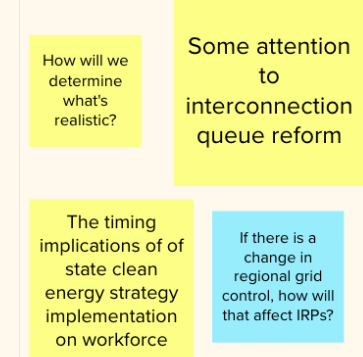 How will we
determine
what's
realistic?
Some attention
to
interconnection
queue reform
The timing
implications of of
state clean
energy strategy
implementation
on workforce
If there is a
change in
regional grid
control, how will
that affect IRPs?